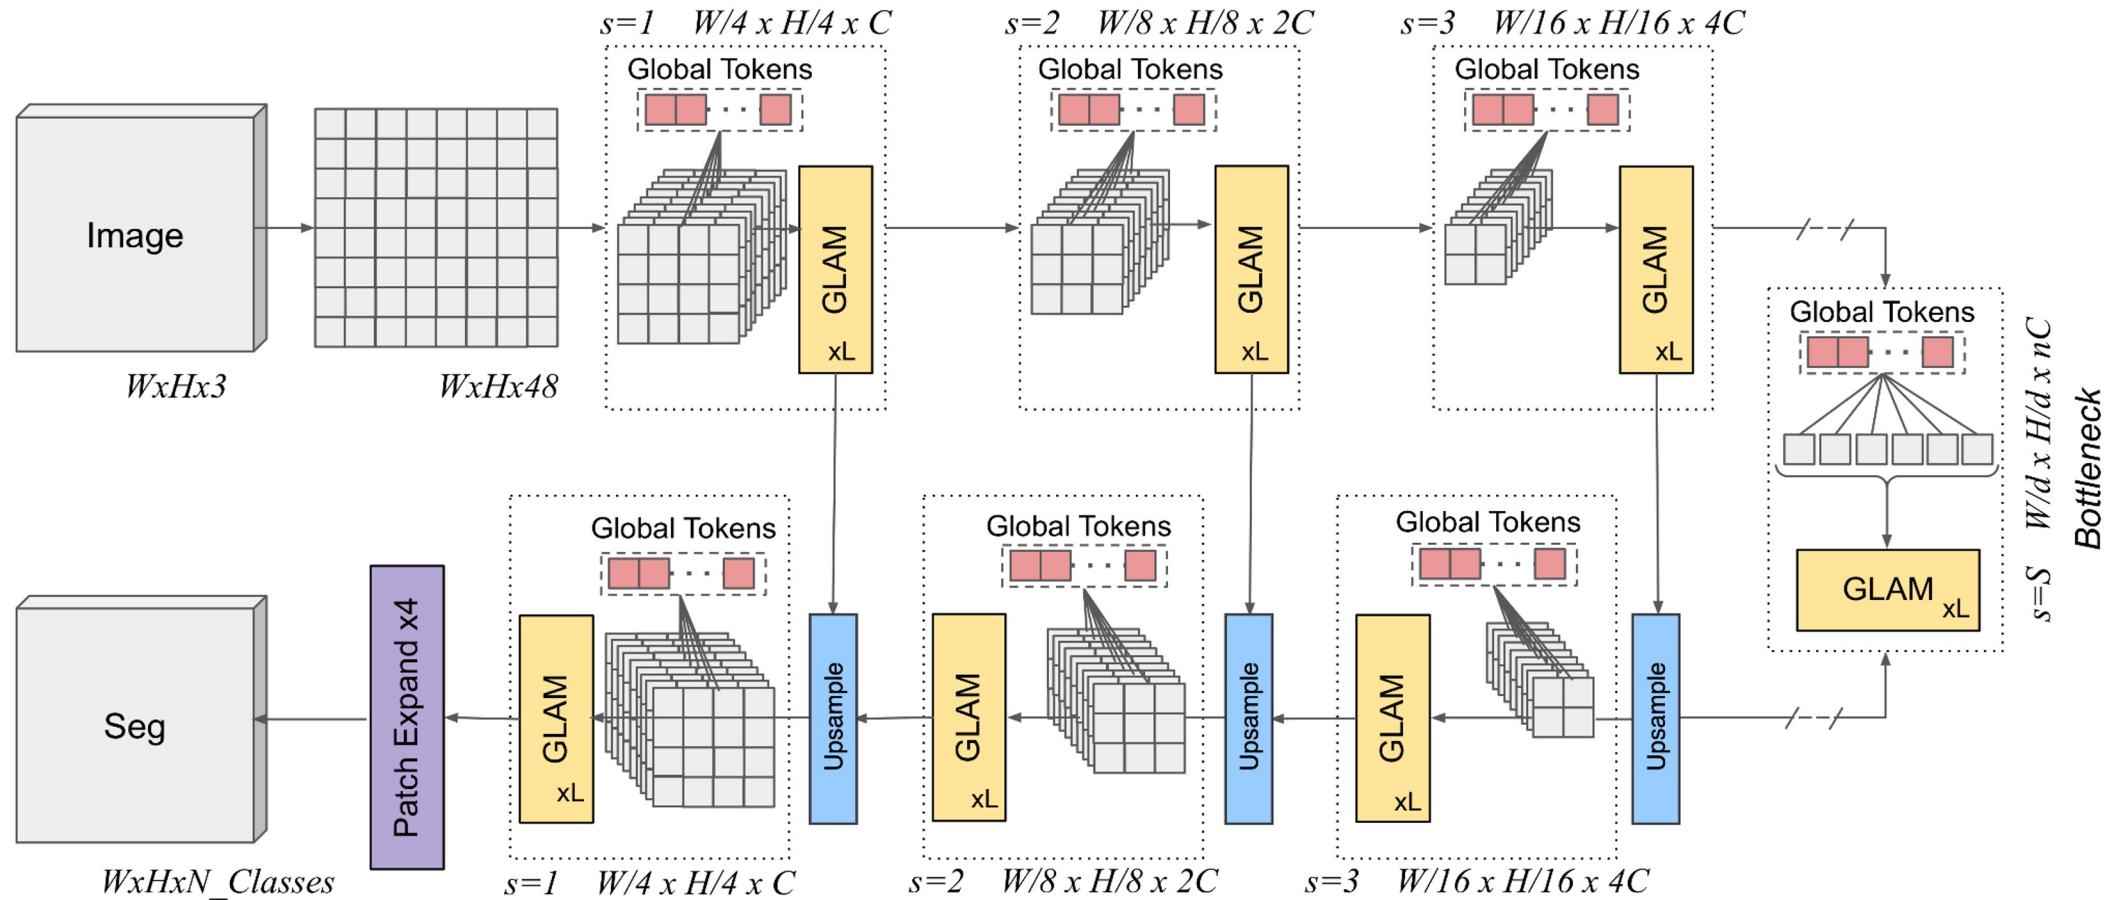 s=1 W/4 x H/4 x C
s=2 W/8 x H/8 x 2C
s=3 W/16 x H/16 x 4C
Global Tokens
Global Tokens
Global Tokens
Image
GLAM
xL
GLAM
xL
GLAM
xL
WxHx3
WxHx48
Global Tokens
GLAM
xL
s=S W/d x H/d x nC
Bottleneck
Global Tokens
Global Tokens
Global Tokens
Seg
Patch Expand x4
GLAM
xL
Upsample
GLAM
xL
Upsample
GLAM
xL
Upsample
WxHxN_Classes
s=1 W/4 x H/4 x C
s=2 W/8 x H/8 x 2C
s=3 W/16 x H/16 x 4C